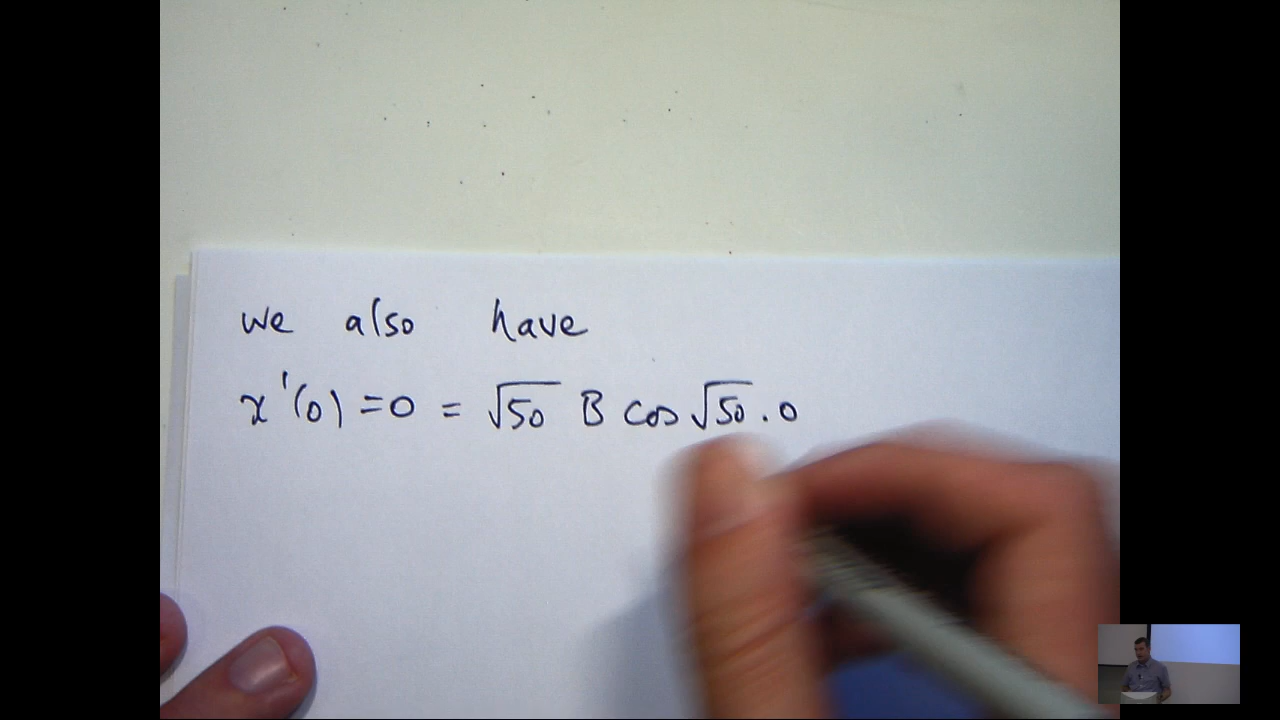 we also have
x'(0) = 0 = √50 B cos √50 . 0